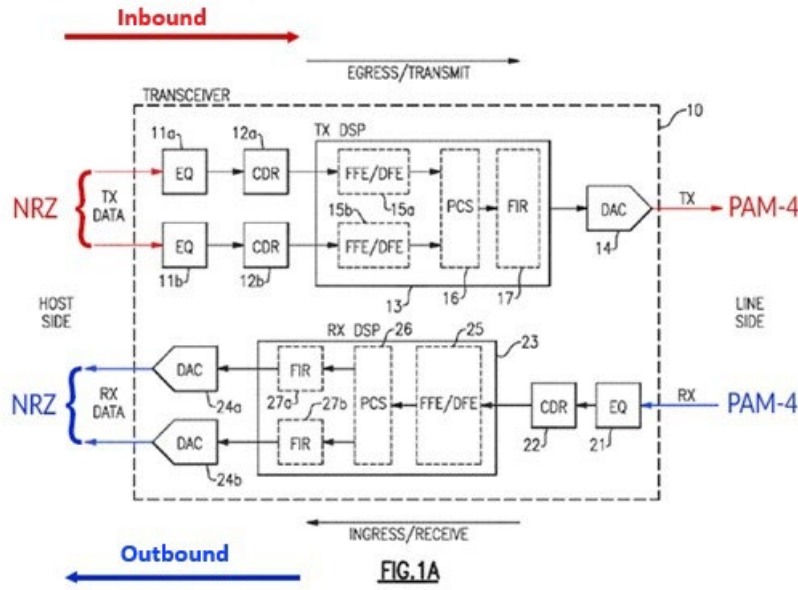 Inbound
EGRESS/TRANSMIT
TRANSCEIVER
10
11a
12a
TX DSP
EQ
CDR
FFE/DFE
15a
NRZ
TX
DATA
PCS
FIR
DAC
14
TX
PAM-4
15b
EQ
CDR
FFE/DFE
11b
12b
13
16
17
HOST
SIDE
LINE
SIDE
RX DSP
26
25
23
DAC
24a
FIR
27a
27b
PCS
FFE/DFE
NRZ
RX
DATA
CDR
22
EQ
21
RX
PAM-4
DAC
24b
FIR
INGRESS/RECEIVE
Outbound
FIG.1A